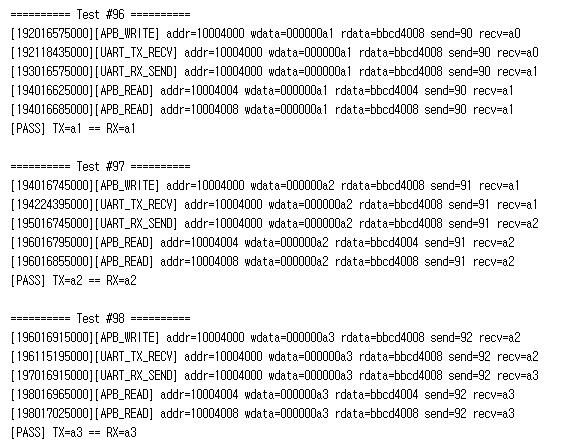 ========== Test #96 ==========
[192016575000][APB_WRITE] addr=10004000 wdata=000000a1 rdata=bbcd4008 send=90 recv=a0
[192118435000][UART_TX_RECV] addr=10004000 wdata=000000a1 rdata=bbcd4008 send=90 recv=a0
[193016575000][UART_RX_SEND] addr=10004000 wdata=000000a1 rdata=bbcd4008 send=90 recv=a1
[194016625000][APB_READ] addr=10004004 wdata=000000a1 rdata=bbcd4004 send=90 recv=a1
[194016685000][APB_READ] addr=10004008 wdata=000000a1 rdata=bbcd4008 send=90 recv=a1
[PASS] TX=a1 == RX=a1
========== Test #97 ==========
[194016745000][APB_WRITE] addr=10004000 wdata=000000a2 rdata=bbcd4008 send=91 recv=a1
[194224395000][UART_TX_RECV] addr=10004000 wdata=000000a2 rdata=bbcd4008 send=91 recv=a1
[195016745000][UART_RX_SEND] addr=10004000 wdata=000000a2 rdata=bbcd4008 send=91 recv=a2
[196016795000][APB_READ] addr=10004004 wdata=000000a2 rdata=bbcd4004 send=91 recv=a2
[196016855000][APB_READ] addr=10004008 wdata=000000a2 rdata=bbcd4008 send=91 recv=a2
[PASS] TX=a2 == RX=a2
========== Test #98 ==========
[196016915000][APB_WRITE] addr=10004000 wdata=000000a3 rdata=bbcd4008 send=92 recv=a2
[196115195000][UART_TX_RECV] addr=10004000 wdata=000000a3 rdata=bbcd4008 send=92 recv=a2
[197016915000][UART_RX_SEND] addr=10004000 wdata=000000a3 rdata=bbcd4008 send=92 recv=a3
[198016965000][APB_READ] addr=10004004 wdata=000000a3 rdata=bbcd4004 send=92 recv=a3
[198017025000][APB_READ] addr=10004008 wdata=000000a3 rdata=bbcd4008 send=92 recv=a3
[PASS] TX=a3 == RX=a3